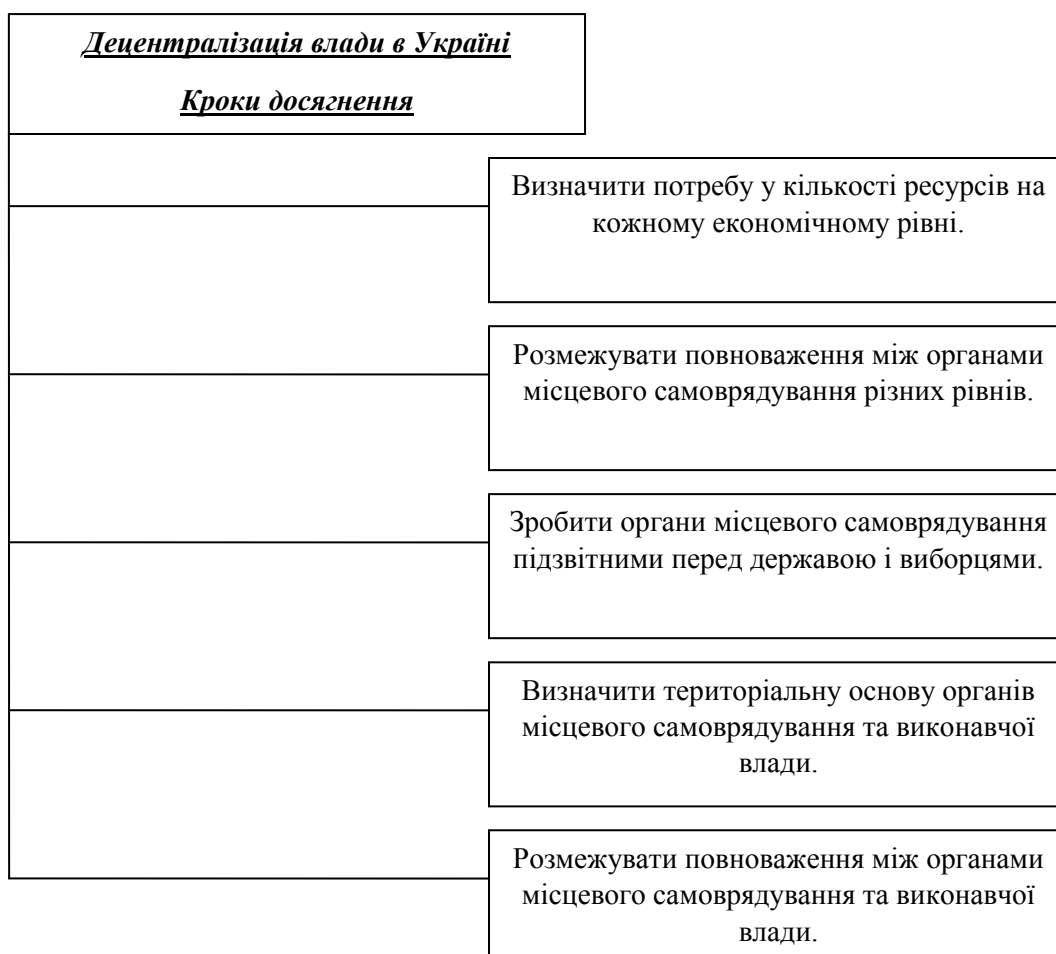 Децентралізація влади в Україні
Кроки досягнення
Визначити потребу у кількості ресурсів на
кожному економічному рівні.
Розмежувати повноваження між органами
місцевого самоврядування різних рівнів.
Зробити органи місцевого самоврядування
підзвітними перед державою і виборцями.
Визначити територіальну основу органів
місцевого самоврядування та виконавчої
влади.
Розмежувати повноваження між органами
місцевого самоврядування та виконавчої
влади.